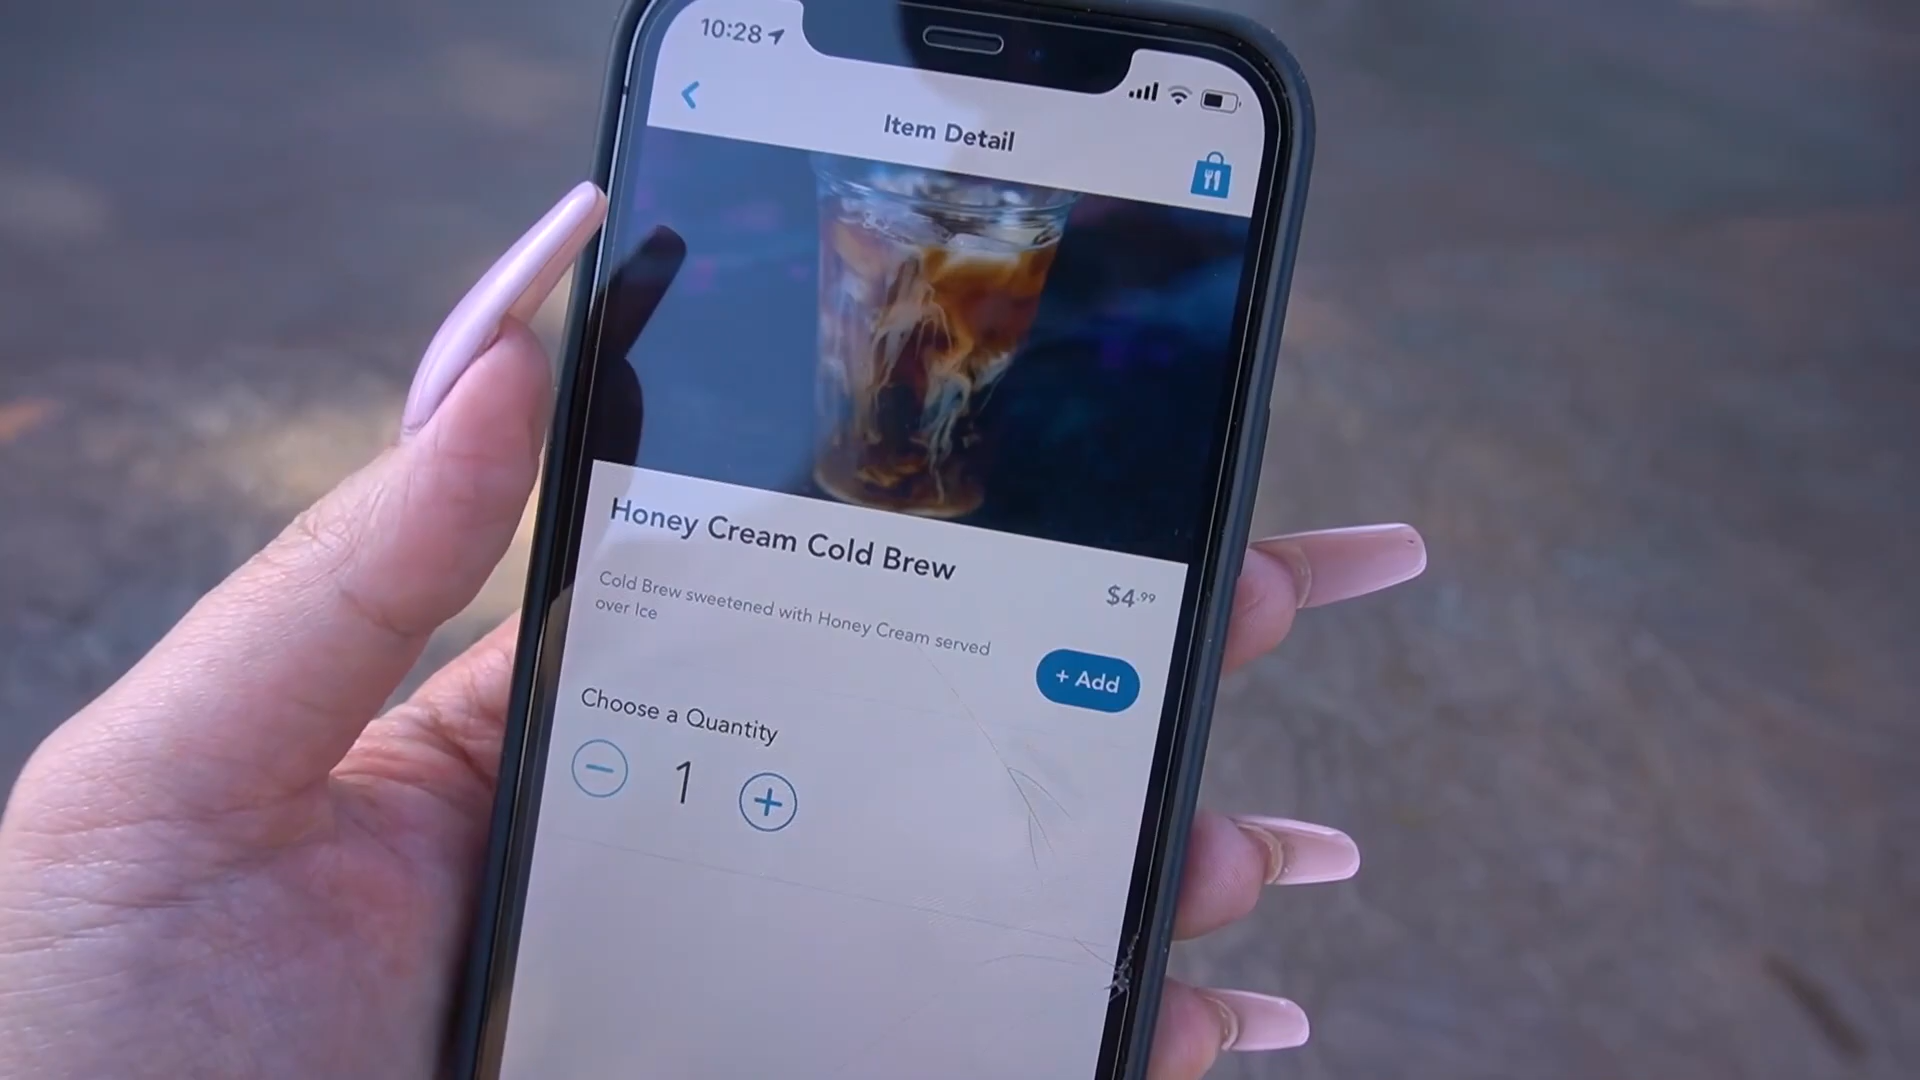 10:28
Item Detail
Honey Cream Cold Brew
$4.99
Cold Brew sweetened with Honey Cream served
over Ice
+ Add
Choose a Quantity
1